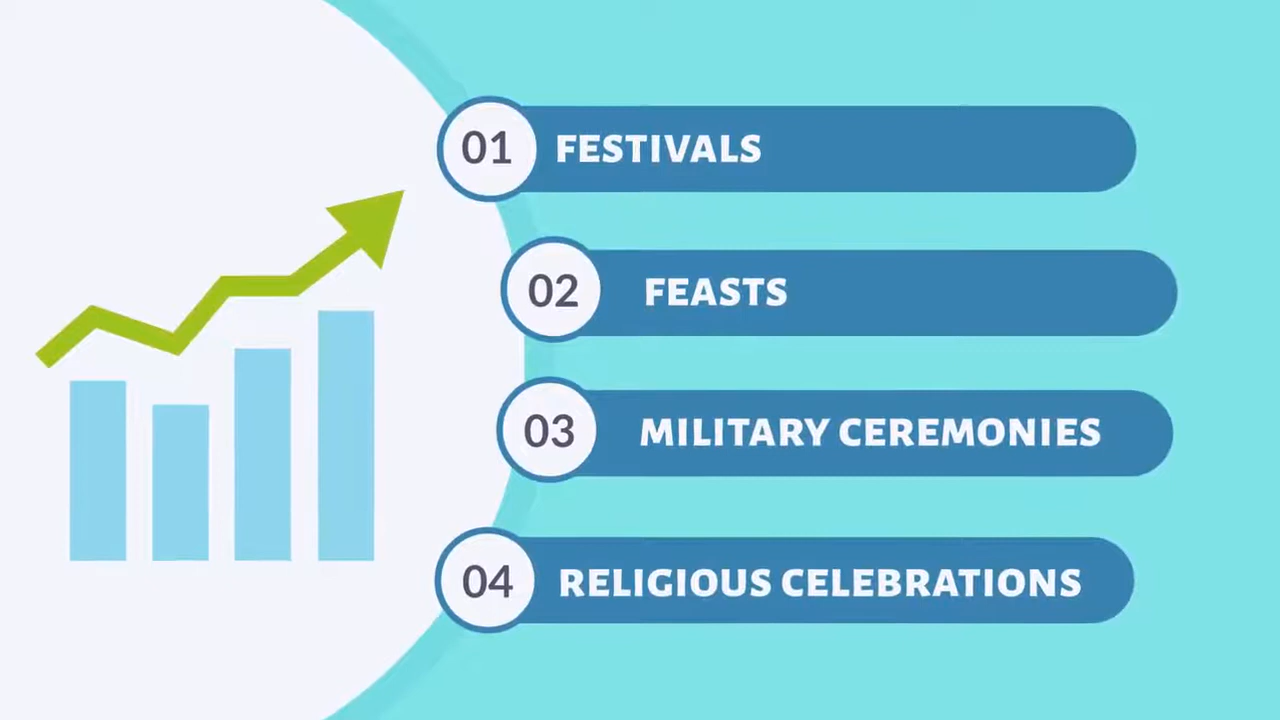 01 FESTIVALS
02 FEASTS
03 MILITARY CEREMONIES
04 RELIGIOUS CELEBRATIONS